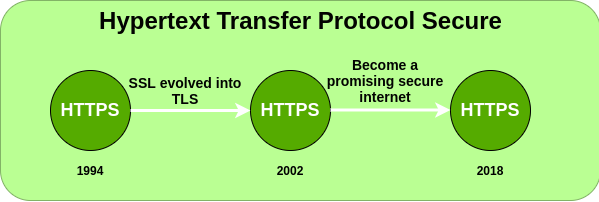 Hypertext Transfer Protocol Secure
HTTPS
SSL evolved into
TLS
HTTPS
Become a
promising secure
internet
HTTPS
1994
2002
2018